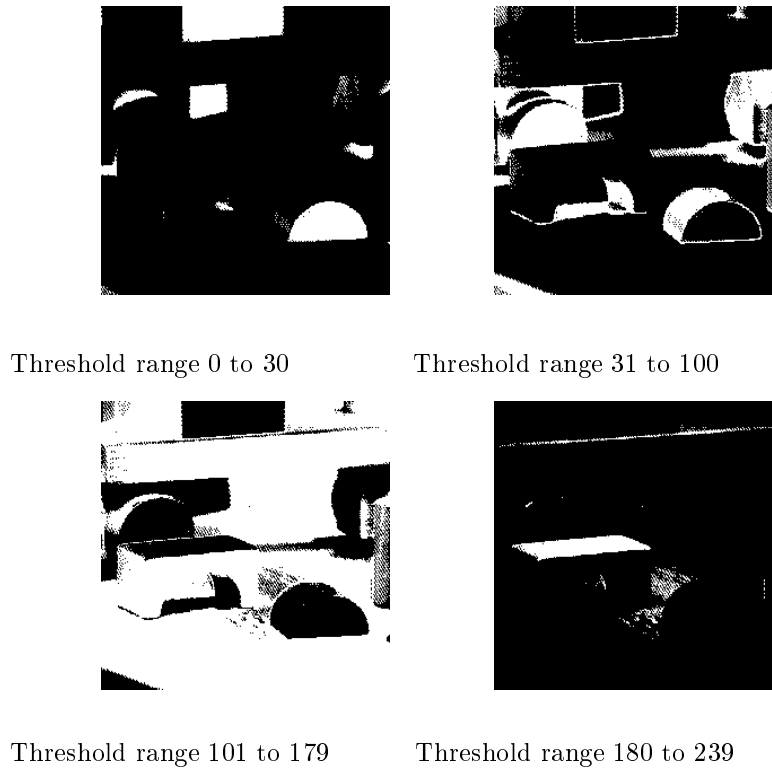 Threshold range 0 to 30
Threshold range 31 to 100
Threshold range 101 to 179
Threshold range 180 to 239